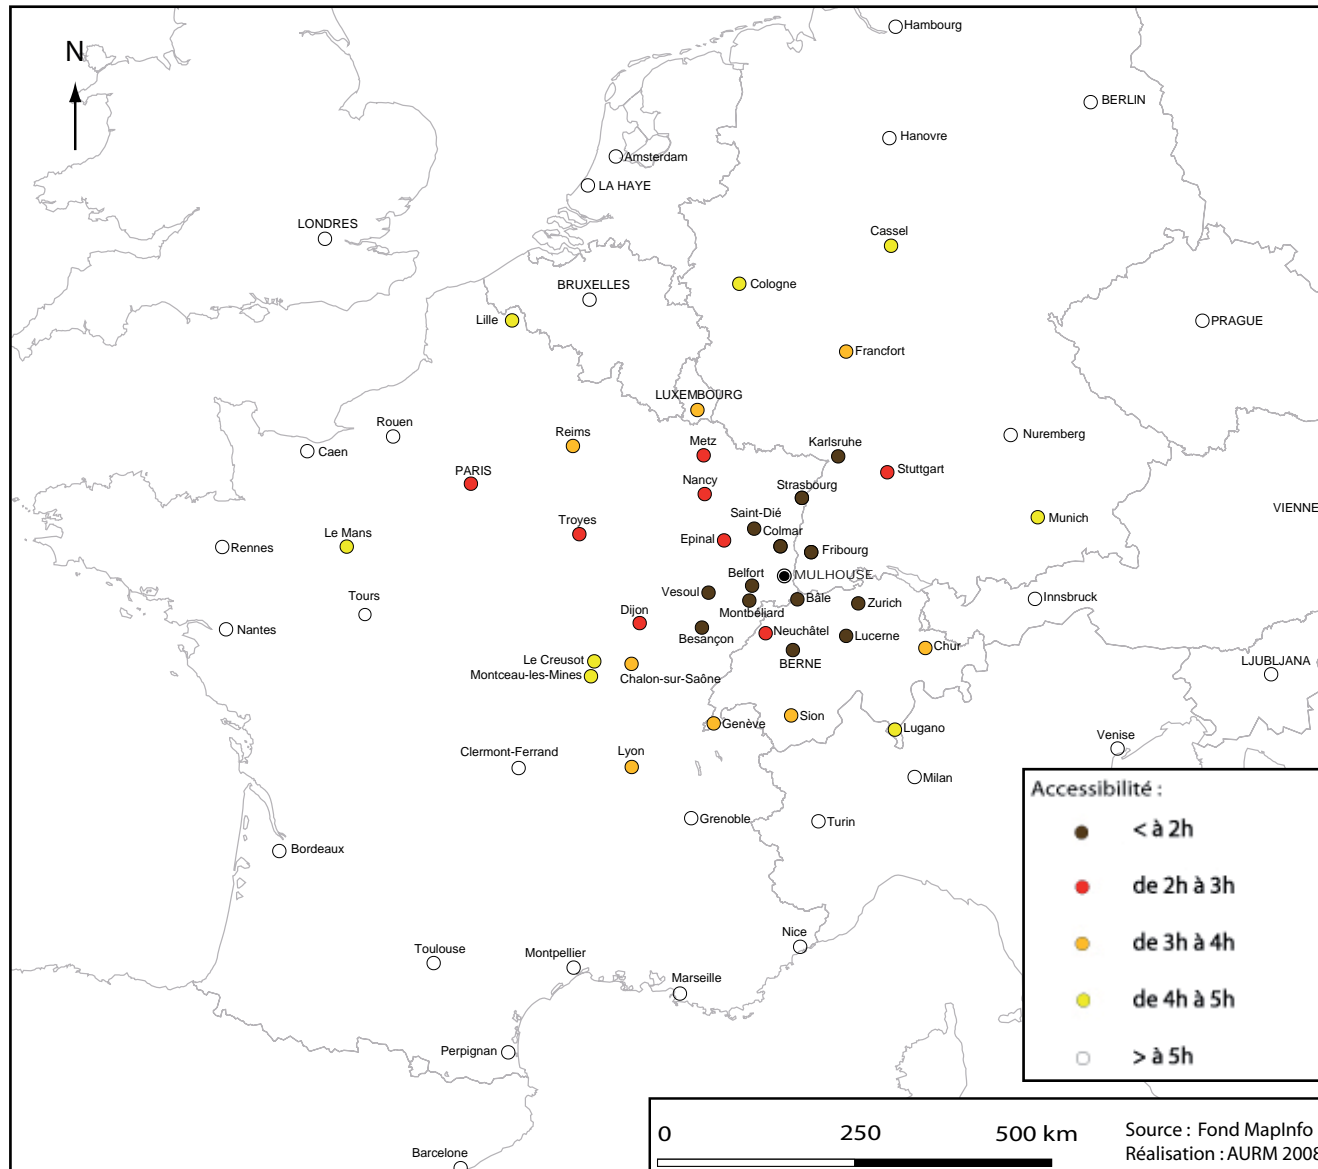 N
Hambourg
BERLIN
Hanovre
Amsterdam
LA HAYE
LONDRES
Cassel
Cologne
BRUXELLES
Lille
PRAGUE
Francfort
LUXEMBOURG
Rouen
Reims
Caen
Metz
Karlsruhe
Nuremberg
PARIS
Nancy
Stuttgart
Strasbourg
Saint-Dié
Troyes
Colmar
Munich
VIENNE
Le Mans
Epinal
Rennes
Fribourg
Belfort
MULHOUSE
Vesoul
Tours
Bâle
Zurich
Innsbruck
Montbéliard
Dijon
Nantes
Besançon
Neuchâtel
Lucerne
Chur
Le Creusot
BERNE
LJUBLJANA
Montceau-les-Mines
Chalon-sur-Saône
Genève
Sion
Lugano
Venise
Clermont-Ferrand
Lyon
Milan
Grenoble
Turin
Bordeaux
Nice
Toulouse
Montpellier
Marseille
Perpignan
Barcelone
Accessibilité :
< à 2h
de 2h à 3h
de 3h à 4h
de 4h à 5h
> à 5h
0 250 500 km
Source : Fond MapInfo
Réalisation : AURM 2008